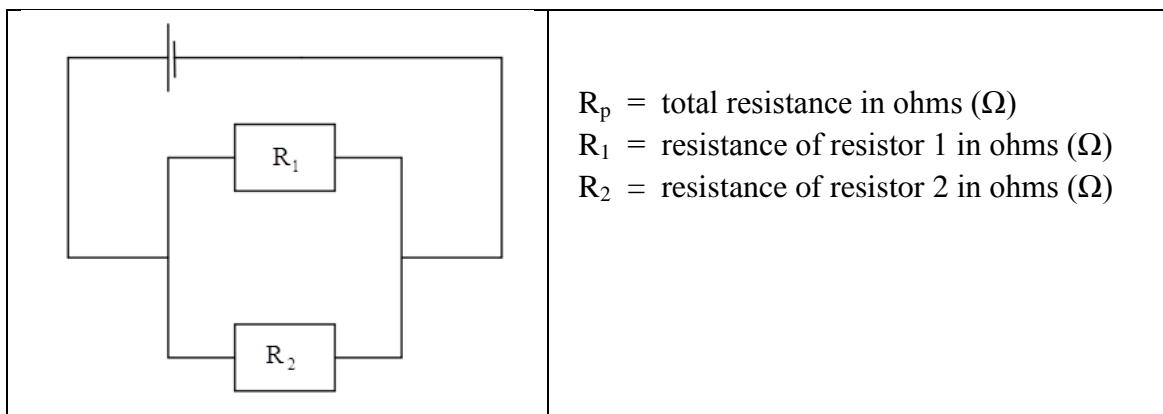 R₁
R₂
Rₚ = total resistance in ohms (Ω)
R₁ = resistance of resistor 1 in ohms (Ω)
R₂ = resistance of resistor 2 in ohms (Ω)